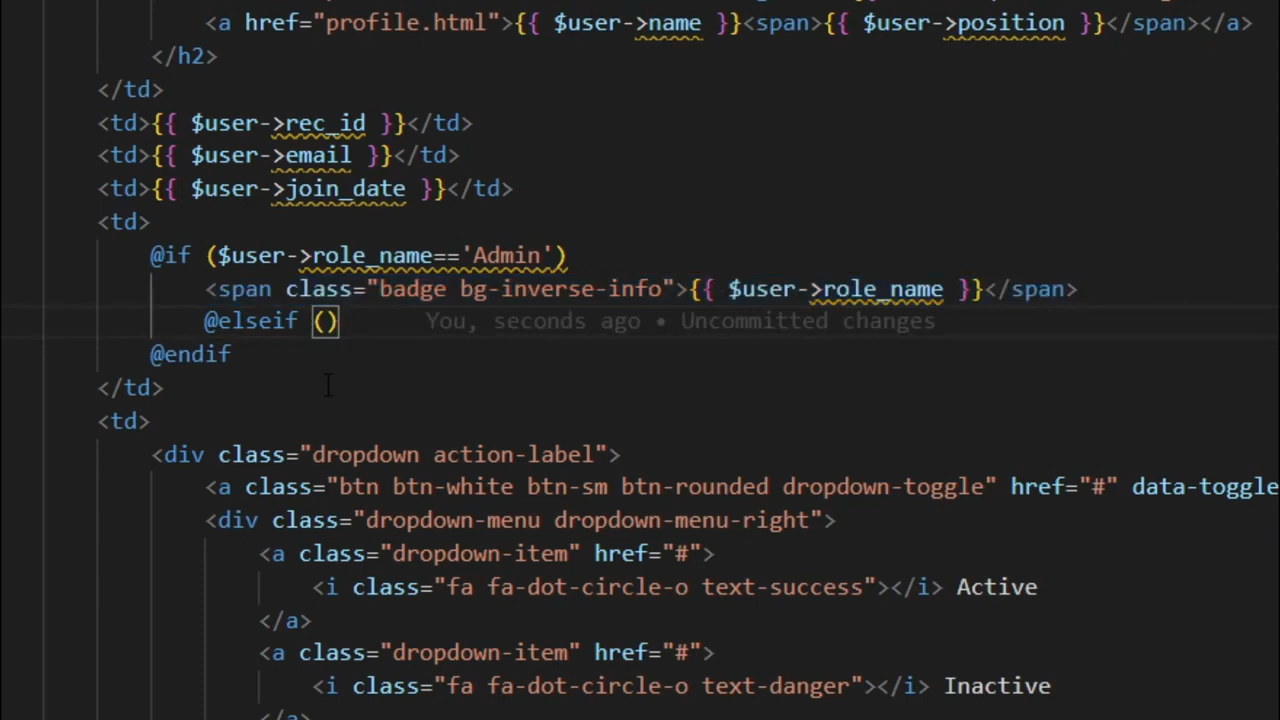 <a href="profile.html">{{ $user->name }}<span>{{ $user->position }}</span></a>
</h2>
</td>
<td>{{ $user->rec_id }}</td>
<td>{{ $user->email }}</td>
<td>{{ $user->join_date }}</td>
<td>
@if ($user->role_name=='Admin')
<span class="badge bg-inverse-info">{{ $user->role_name }}</span>
@elseif () You, seconds ago • Uncommitted changes
@endif
</td>
<td>
<div class="dropdown action-label">
<a class="btn btn-white btn-sm btn-rounded dropdown-toggle" href="#" data-toggle
<div class="dropdown-menu dropdown-menu-right">
<a class="dropdown-item" href="#">
<i class="fa fa-dot-circle-o text-success"></i> Active
</a>
<a class="dropdown-item" href="#">
<i class="fa fa-dot-circle-o text-danger"></i> Inactive
</a>